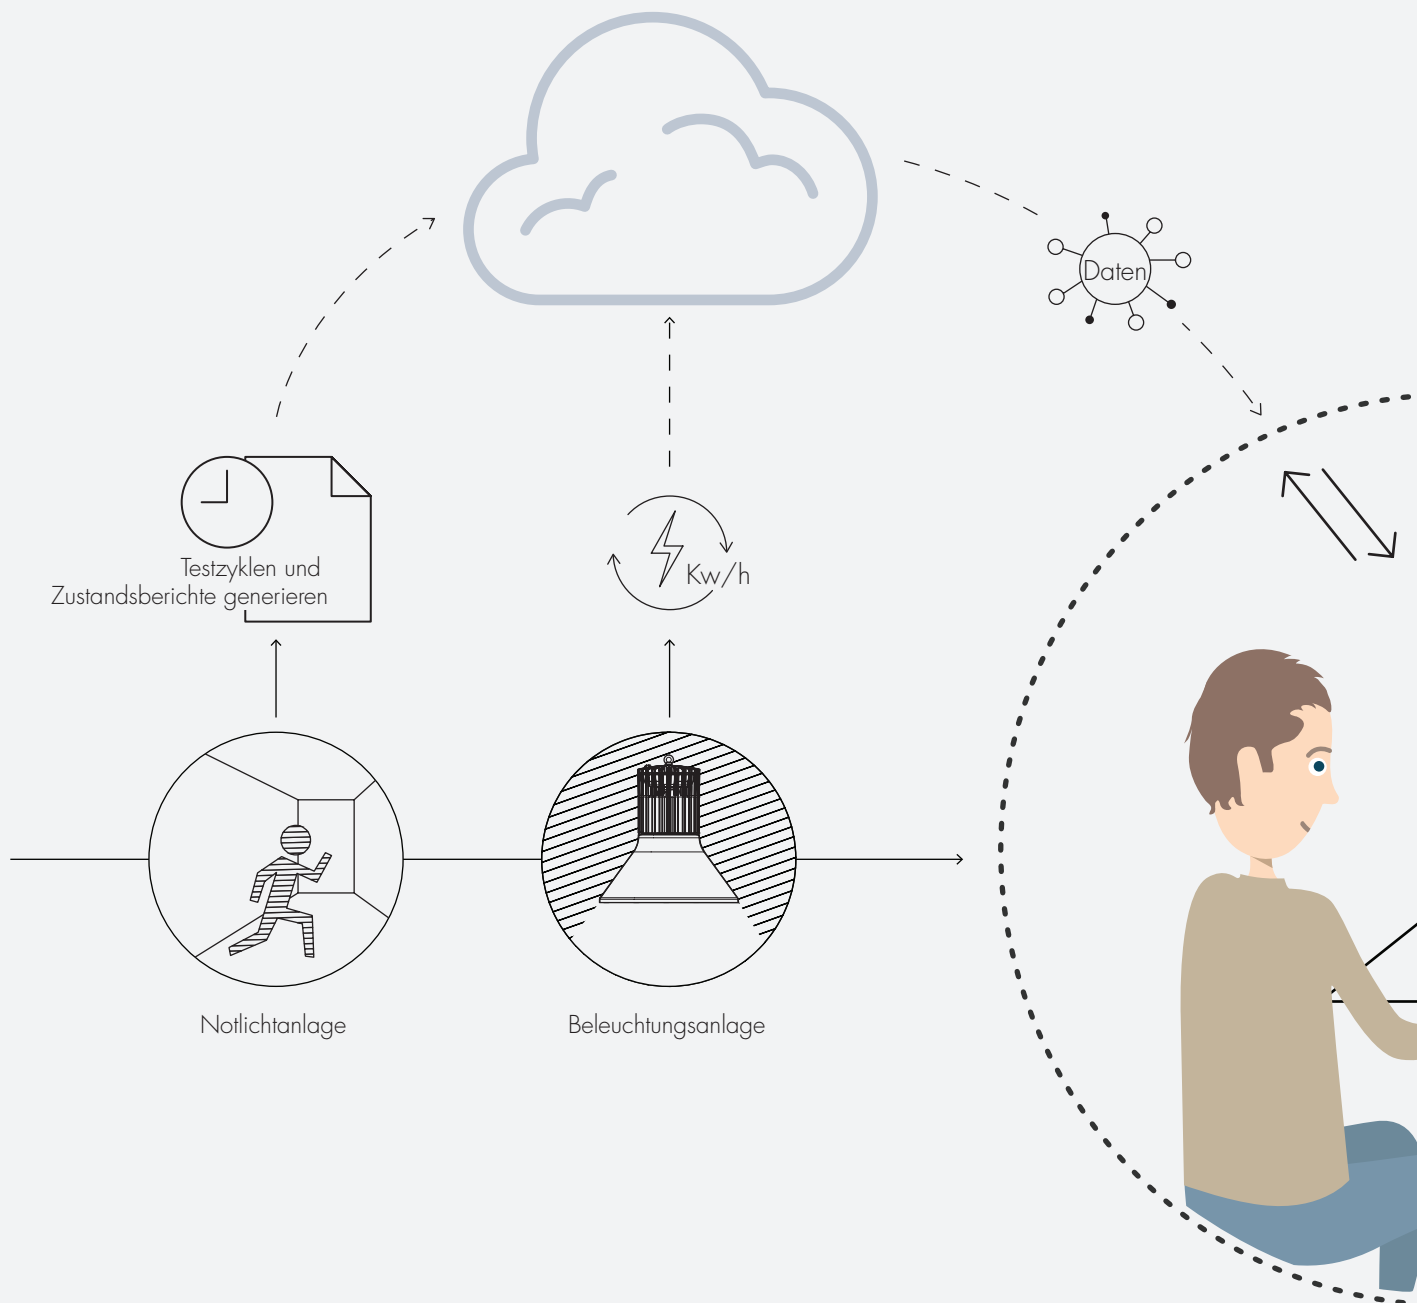 Daten
Testzyklen und
Zustandsberichte generieren
Kw/h
Notlichtanlage
Beleuchtungsanlage